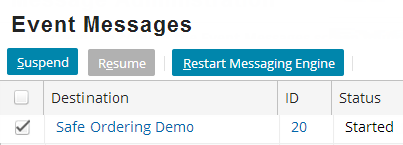 Event Messages
Suspend Resume Restart Messaging Engine
Destination ID Status
Safe Ordering Demo 20 Started